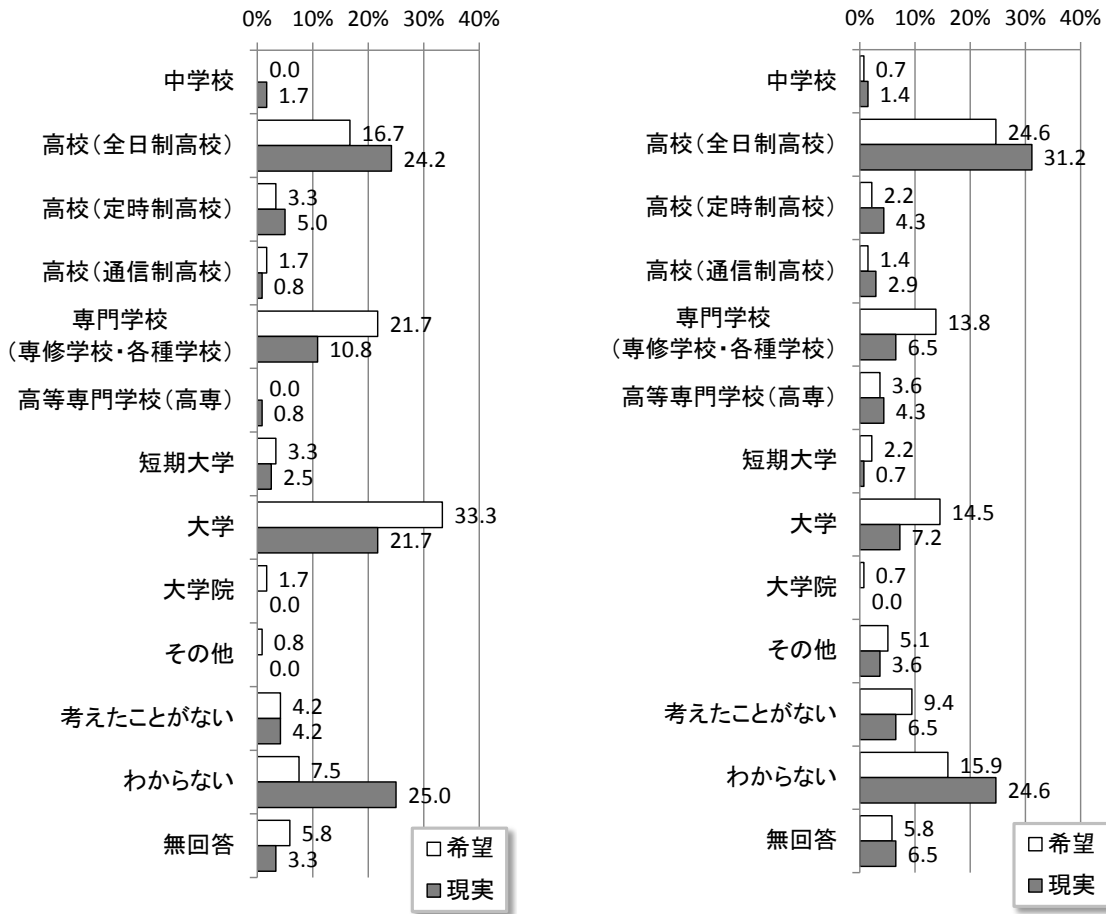 0% 10% 20% 30% 40%
中学校 0.0
1.7
高校(全日制高校) 16.7
24.2
高校(定時制高校) 3.3
5.0
高校(通信制高校) 1.7
0.8
専門学校
(専修学校・各種学校) 21.7
10.8
高等専門学校(高専) 0.0
0.8
短期大学 3.3
2.5
大学 33.3
21.7
大学院 1.7
0.0
その他 0.8
0.0
考えたことがない 4.2
4.2
わからない 7.5
25.0
無回答 5.8
3.3
希望
現実
0% 10% 20% 30% 40%
中学校 0.7
1.4
高校(全日制高校) 24.6
31.2
高校(定時制高校) 2.2
4.3
高校(通信制高校) 1.4
2.9
専門学校
(専修学校・各種学校) 13.8
6.5
高等専門学校(高専) 3.6
4.3
短期大学 2.2
0.7
大学 14.5
7.2
大学院 0.7
0.0
その他 5.1
3.6
考えたことがない 9.4
6.5
わからない 15.9
24.6
無回答 5.8
6.5
希望
現実